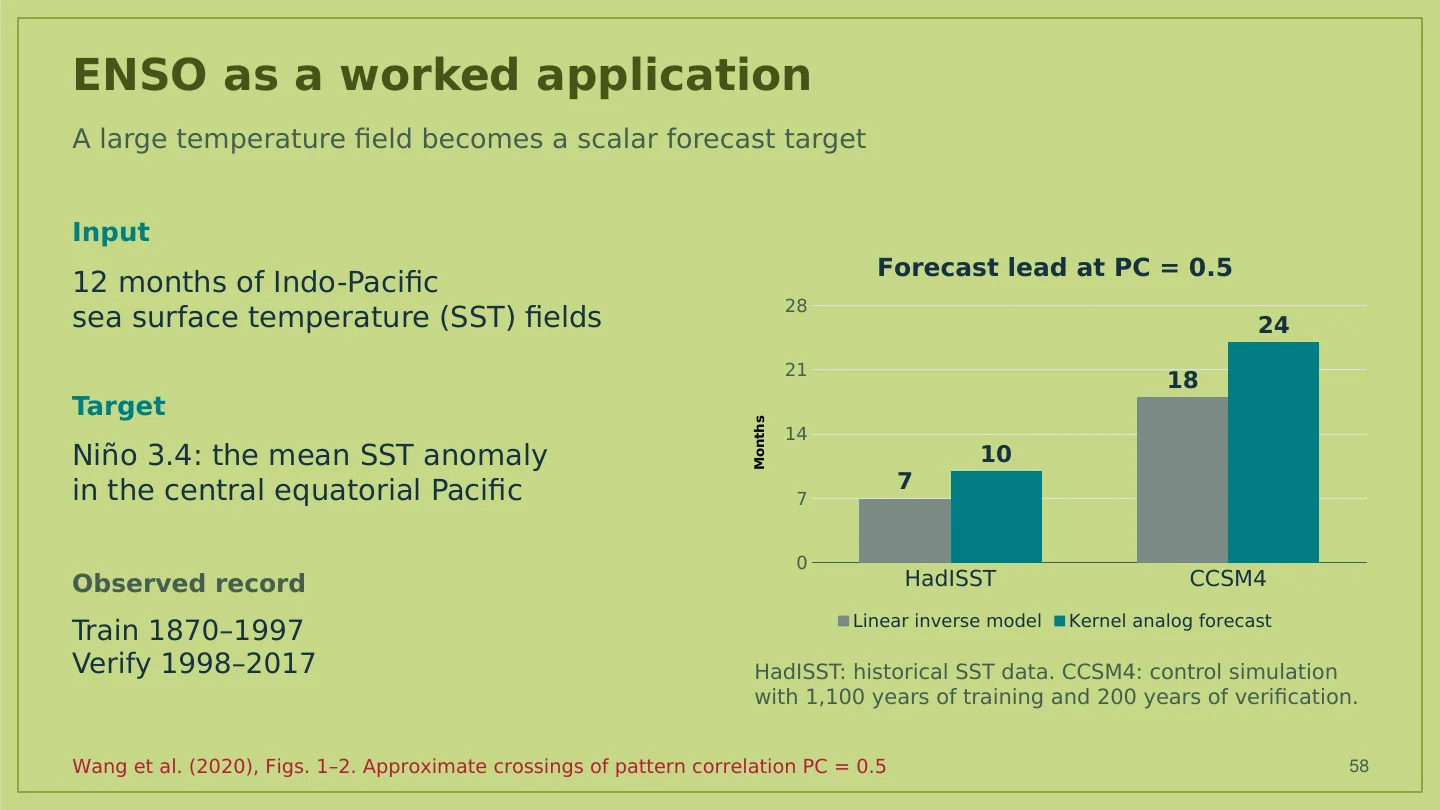 ENSO as a worked application
A large temperature field becomes a scalar forecast target
Input
12 months of Indo-Pacific
sea surface temperature (SST) fields
Target
Niño 3.4: the mean SST anomaly
in the central equatorial Pacific
Observed record
Train 1870–1997
Verify 1998–2017
Forecast lead at PC = 0.5
Months
28
21
14
7
0
7
10
18
24
HadISST
CCSM4
Linear inverse model
Kernel analog forecast
HadISST: historical SST data. CCSM4: control simulation
with 1,100 years of training and 200 years of verification.
Wang et al. (2020), Figs. 1–2. Approximate crossings of pattern correlation PC = 0.5
58